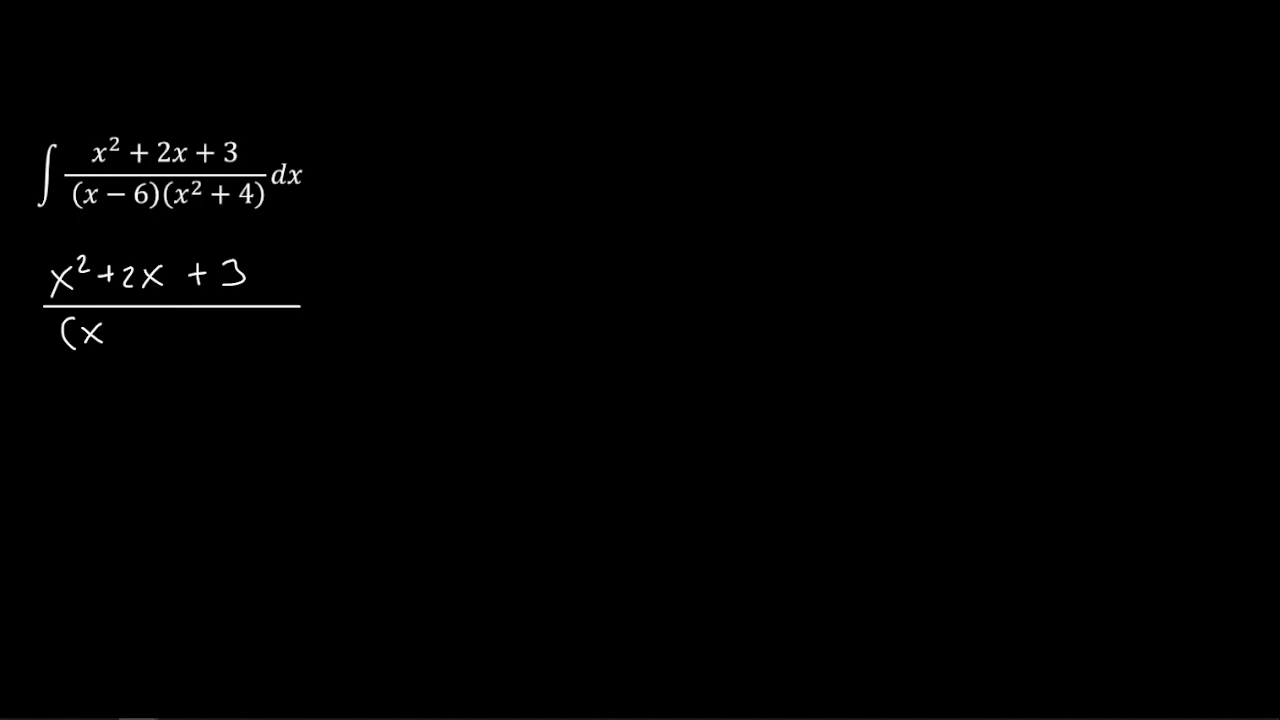 ∫ x² + 2x + 3 / (x − 6)(x² + 4) dx
x² + 2x + 3
(x